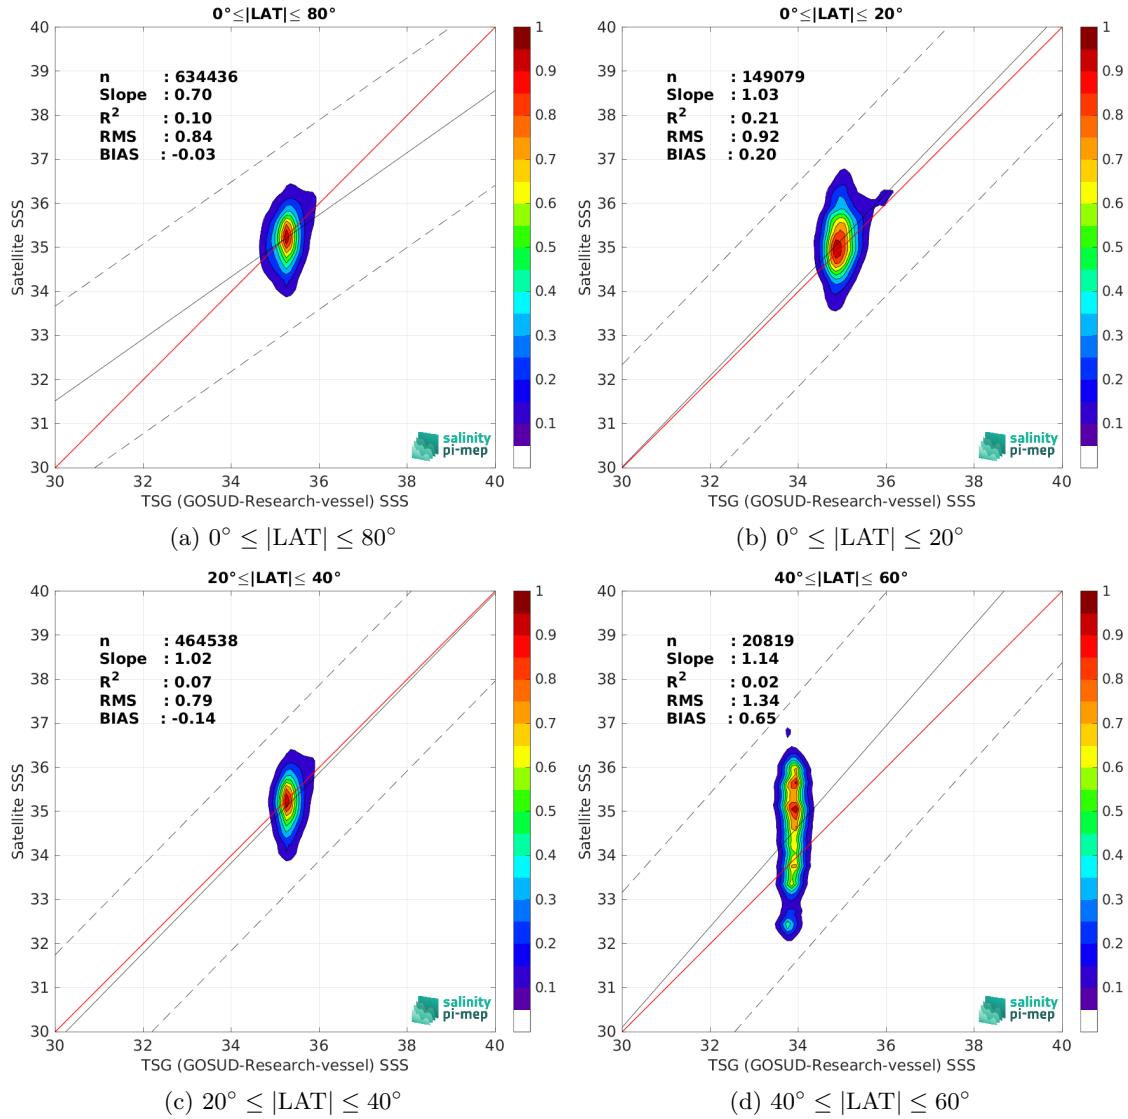 0°≤|LAT|≤ 80°
40
39
38
37
36
35
34
33
32
31
30
Satellite SSS
n : 634436
Slope : 0.70
R² : 0.10
RMS : 0.84
BIAS : -0.03
salinity
pi-mep
30 32 34 36 38 40
TSG (GOSUD-Research-vessel) SSS
1
0.9
0.8
0.7
0.6
0.5
0.4
0.3
0.2
0.1
(a) 0° ≤ |LAT| ≤ 80°
0°≤|LAT|≤ 20°
40
39
38
37
36
35
34
33
32
31
30
Satellite SSS
n : 149079
Slope : 1.03
R² : 0.21
RMS : 0.92
BIAS : 0.20
salinity
pi-mep
30 32 34 36 38 40
TSG (GOSUD-Research-vessel) SSS
1
0.9
0.8
0.7
0.6
0.5
0.4
0.3
0.2
0.1
(b) 0° ≤ |LAT| ≤ 20°
20°≤|LAT|≤ 40°
40
39
38
37
36
35
34
33
32
31
30
Satellite SSS
n : 464538
Slope : 1.02
R² : 0.07
RMS : 0.79
BIAS : -0.14
salinity
pi-mep
30 32 34 36 38 40
TSG (GOSUD-Research-vessel) SSS
1
0.9
0.8
0.7
0.6
0.5
0.4
0.3
0.2
0.1
(c) 20° ≤ |LAT| ≤ 40°
40°≤|LAT|≤ 60°
40
39
38
37
36
35
34
33
32
31
30
Satellite SSS
n : 20819
Slope : 1.14
R² : 0.02
RMS : 1.34
BIAS : 0.65
salinity
pi-mep
30 32 34 36 38 40
TSG (GOSUD-Research-vessel) SSS
1
0.9
0.8
0.7
0.6
0.5
0.4
0.3
0.2
0.1
(d) 40° ≤ |LAT| ≤ 60°